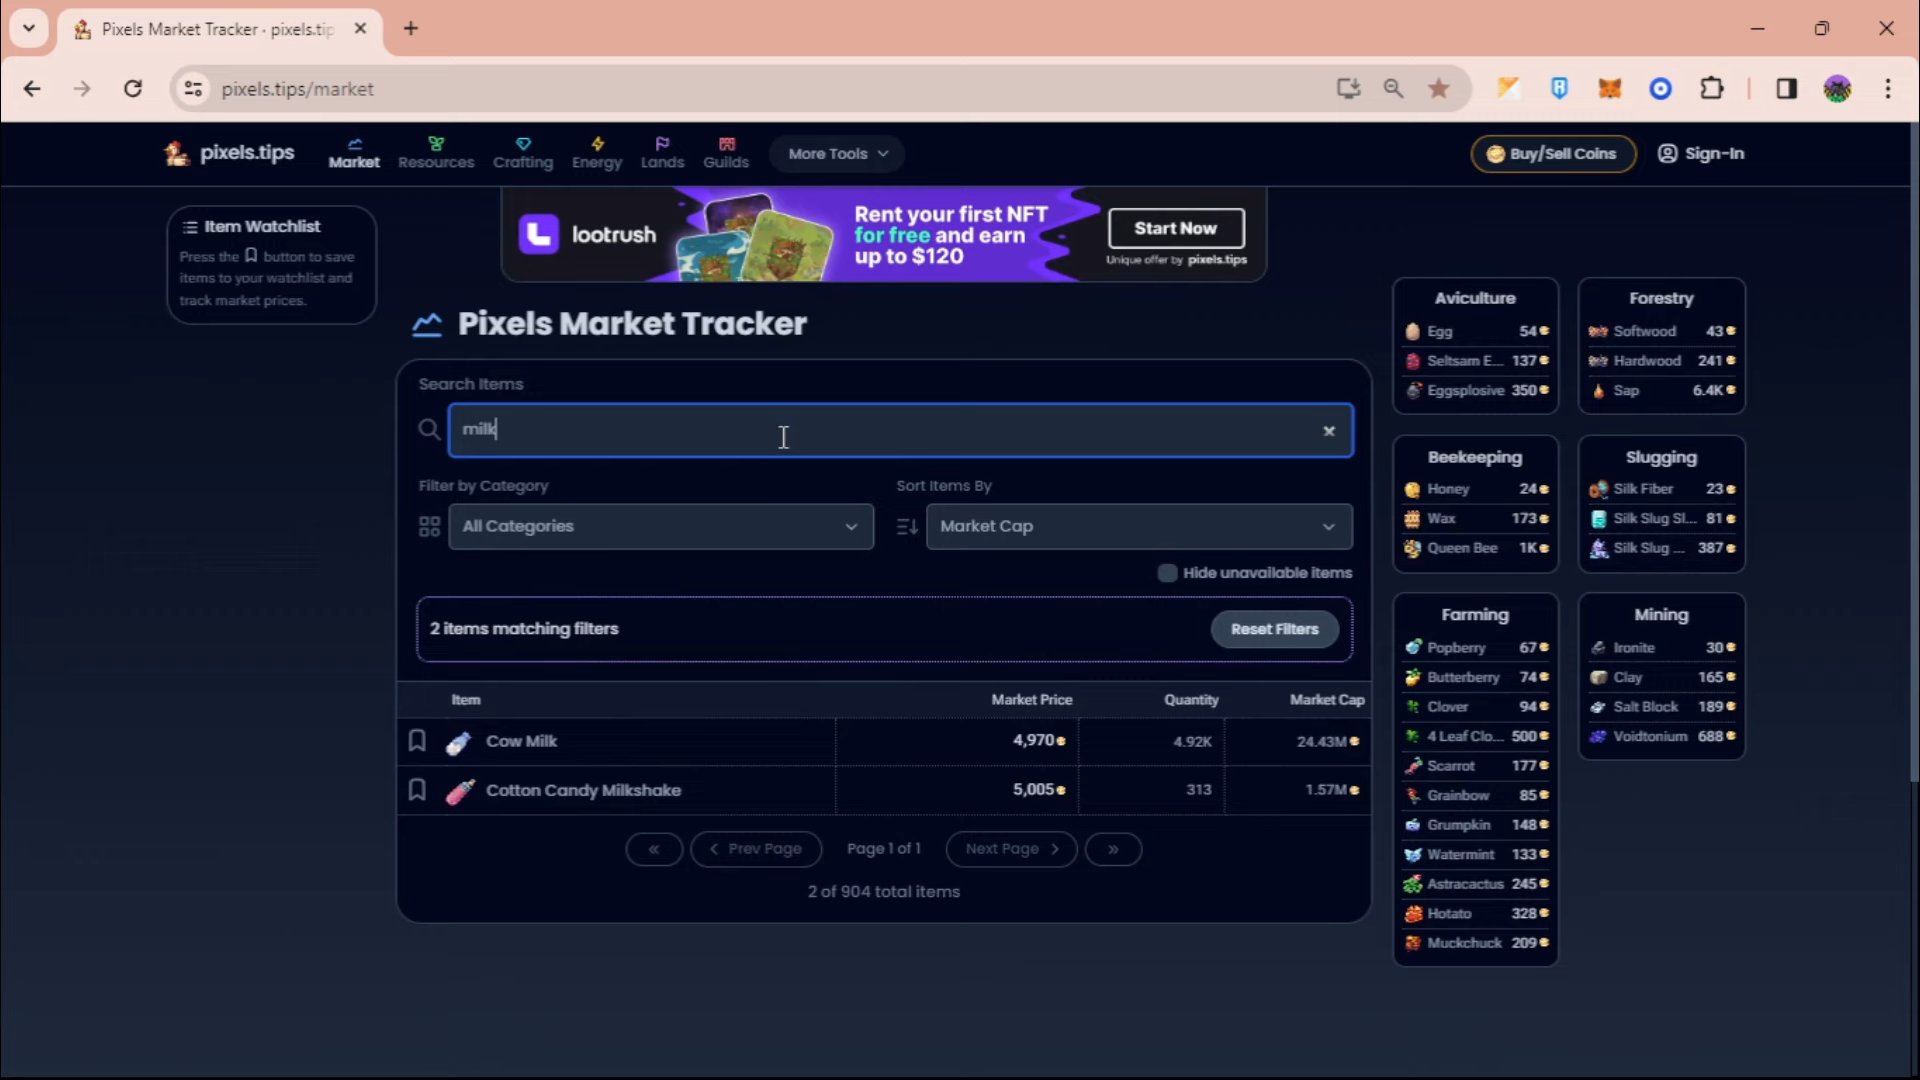 Pixels Market Tracker · pixels.tip
pixels.tips/market
pixels.tips
Market
Resources
Crafting
Energy
Lands
Guilds
More Tools
Buy/Sell Coins
Sign-In
Item Watchlist
Press the button to save
items to your watchlist and
track market prices.
lootrush
Rent your first NFT
for free and earn
up to $120
Start Now
Unique offer by pixels.tips
Pixels Market Tracker
Search Items
milk
Filter by Category
All Categories
Sort Items By
Market Cap
Hide unavailable items
2 items matching filters
Reset Filters
Item Market Price Quantity Market Cap
Cow Milk 4,970 4.92K 24.43M
Cotton Candy Milkshake 5,005 313 1.57M
« Prev Page Page 1 of 1 Next Page »
2 of 904 total items
Aviculture
Egg 54
Seltsam E... 137
Eggsplosive 350
Forestry
Softwood 43
Hardwood 241
Sap 6.4K
Beekeeping
Honey 24
Wax 173
Queen Bee 1K
Slugging
Silk Fiber 23
Silk Slug Sl... 81
Silk Slug ... 387
Farming
Popberry 67
Butterberry 74
Clover 94
4 Leaf Clo... 500
Scarrot 177
Grainbow 85
Grumpkin 148
Watermint 133
Astracactus 245
Hotato 328
Muckchuck 209
Mining
Ironite 30
Clay 165
Salt Block 189
Voidtonium 688